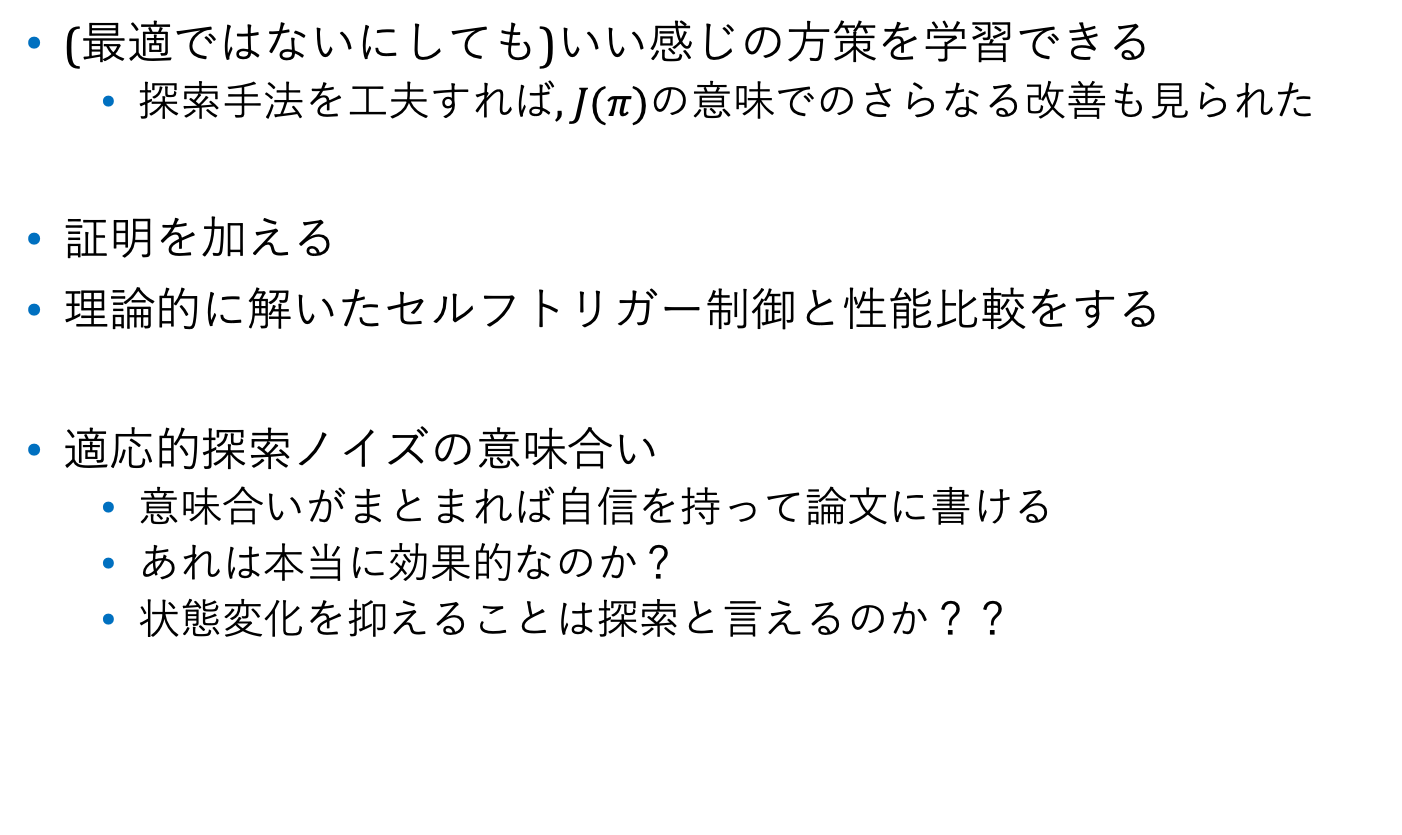 • (最適ではないにしても)いい感じの方策を学習できる
• 探索手法を工夫すれば, J(π)の意味でのさらなる改善も見られた
• 証明を加える
• 理論的に解いたセルフトリガー制御と性能比較をする
• 適応的探索ノイズの意味合い
• 意味合いがまとまれば自信を持って論文に書ける
• あれは本当に効果的なのか？
• 状態変化を抑えることは探索と言えるのか？？